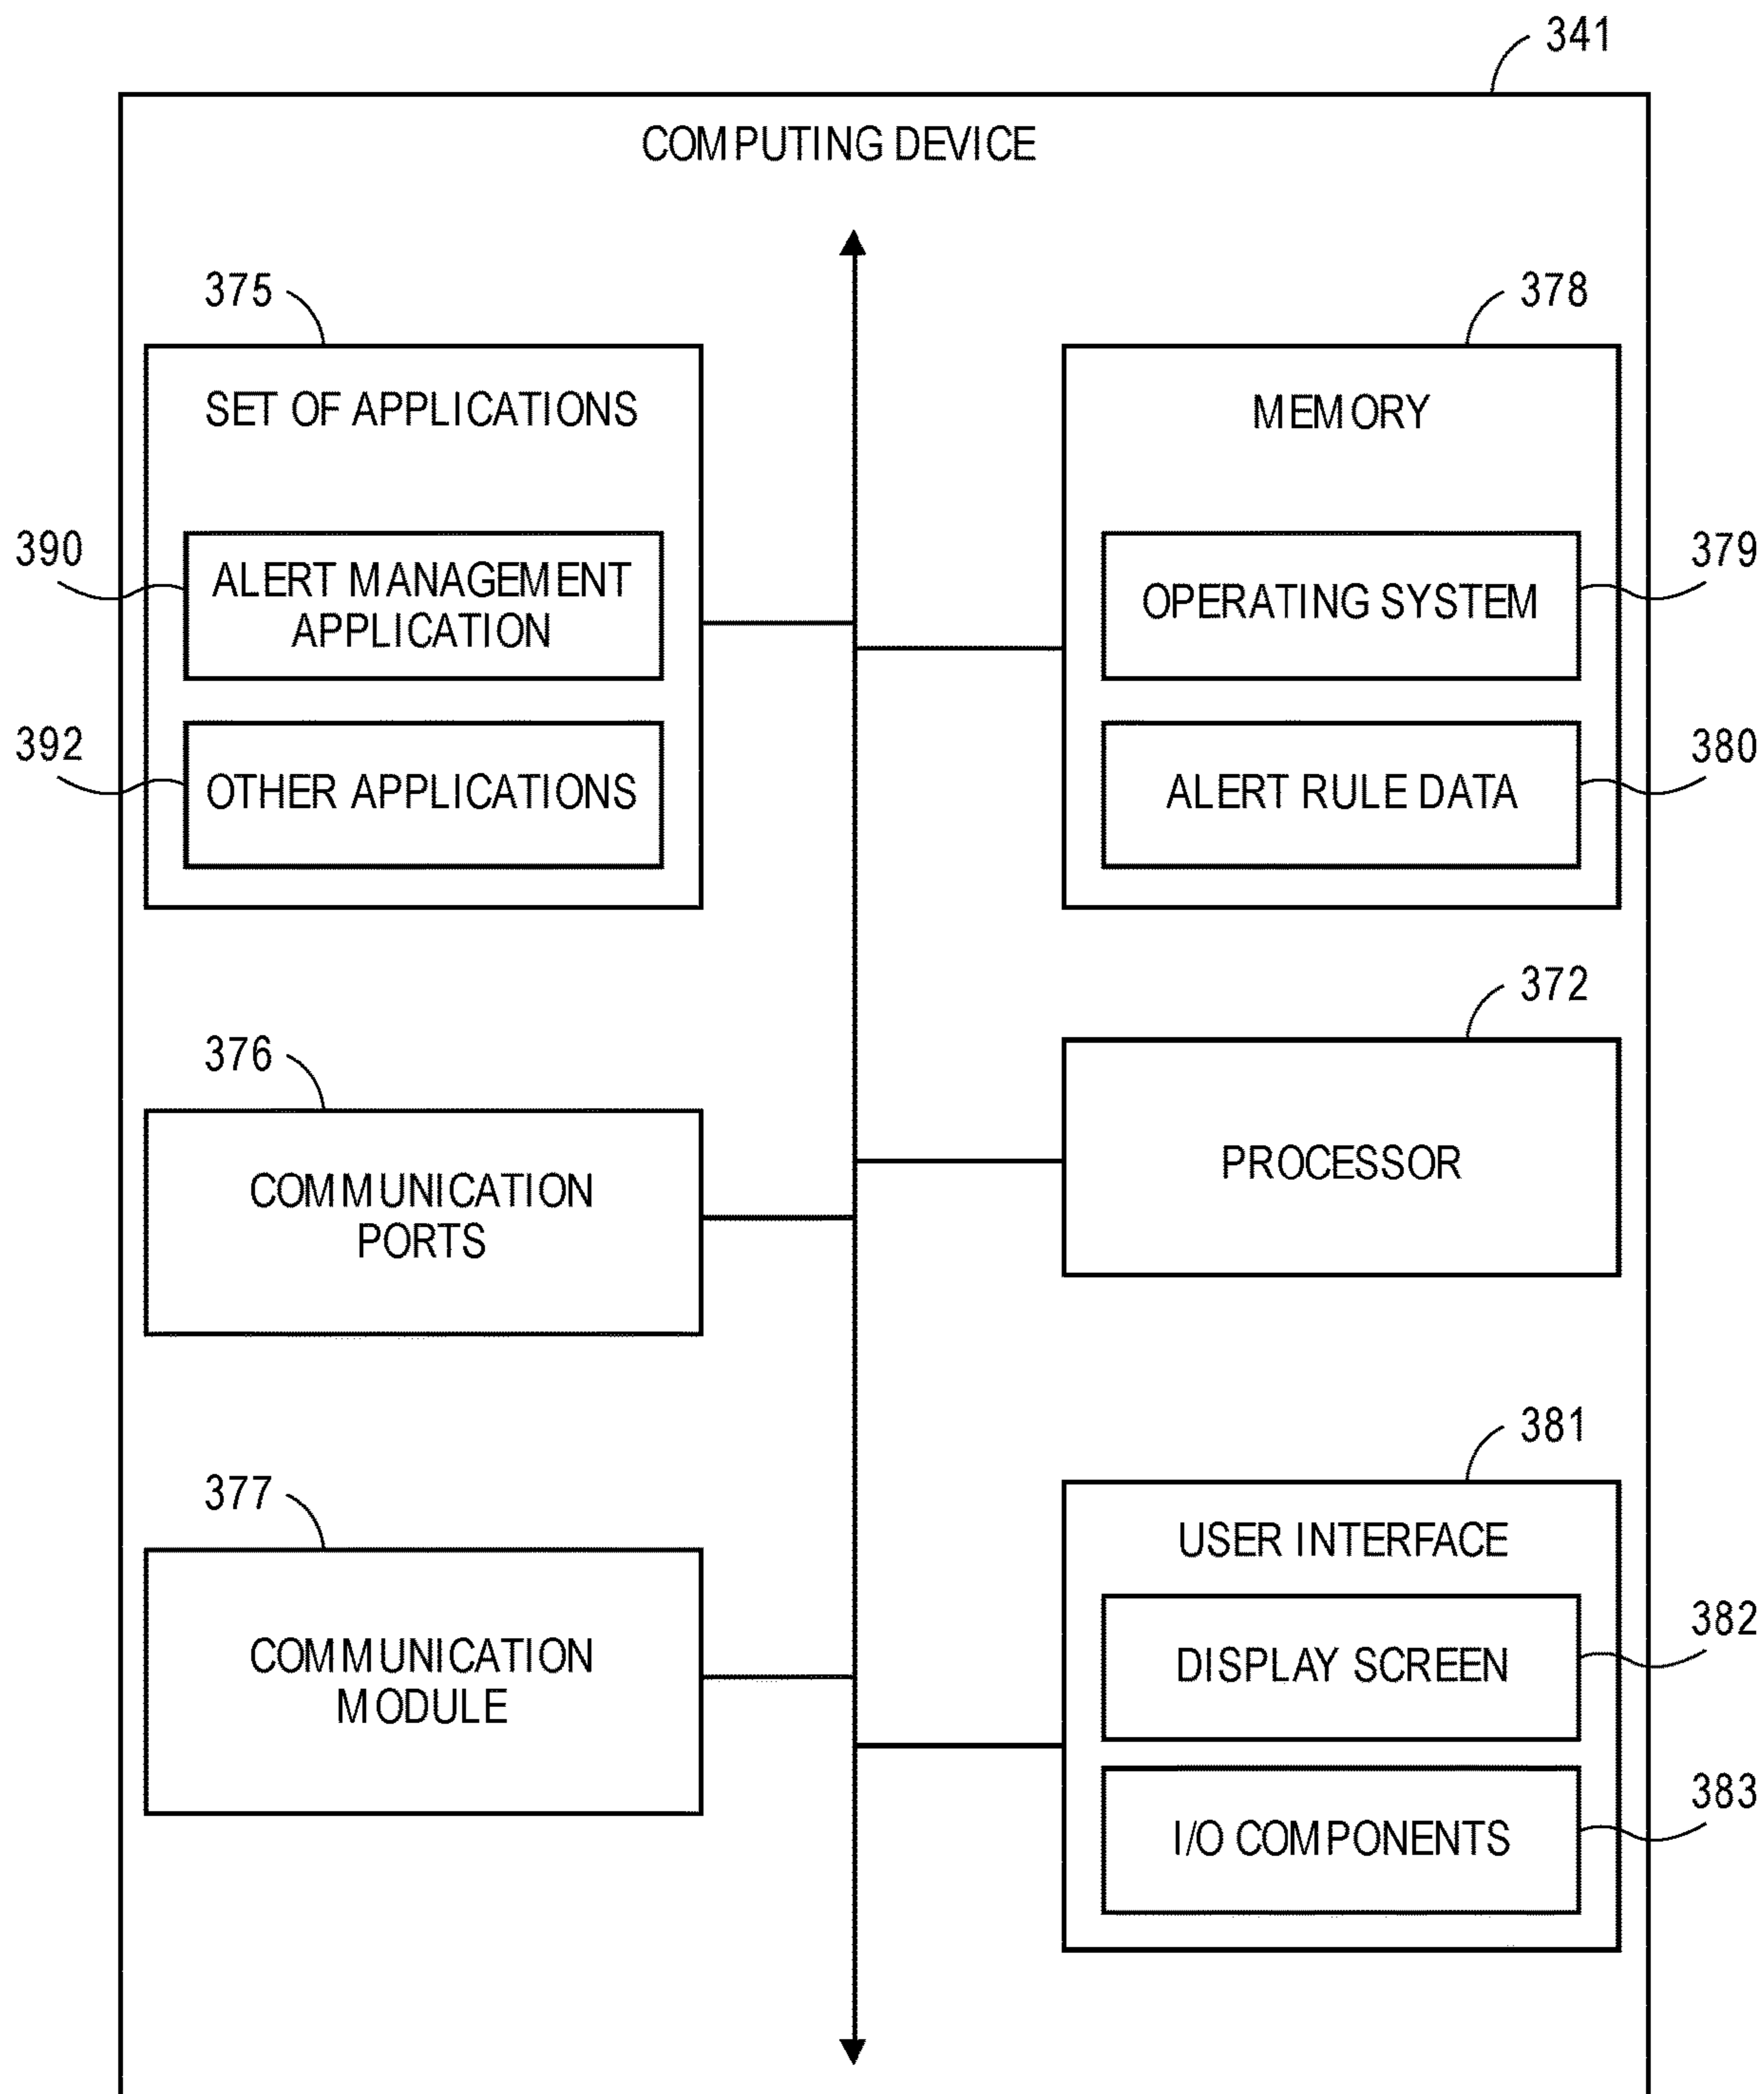 341
COMPUTING DEVICE
375
SET OF APPLICATIONS
390
ALERT MANAGEMENT
APPLICATION
392
OTHER APPLICATIONS
378
MEMORY
379
OPERATING SYSTEM
380
ALERT RULE DATA
376
COMMUNICATION
PORTS
372
PROCESSOR
377
COMMUNICATION
MODULE
381
USER INTERFACE
382
DISPLAY SCREEN
383
I/O COMPONENTS